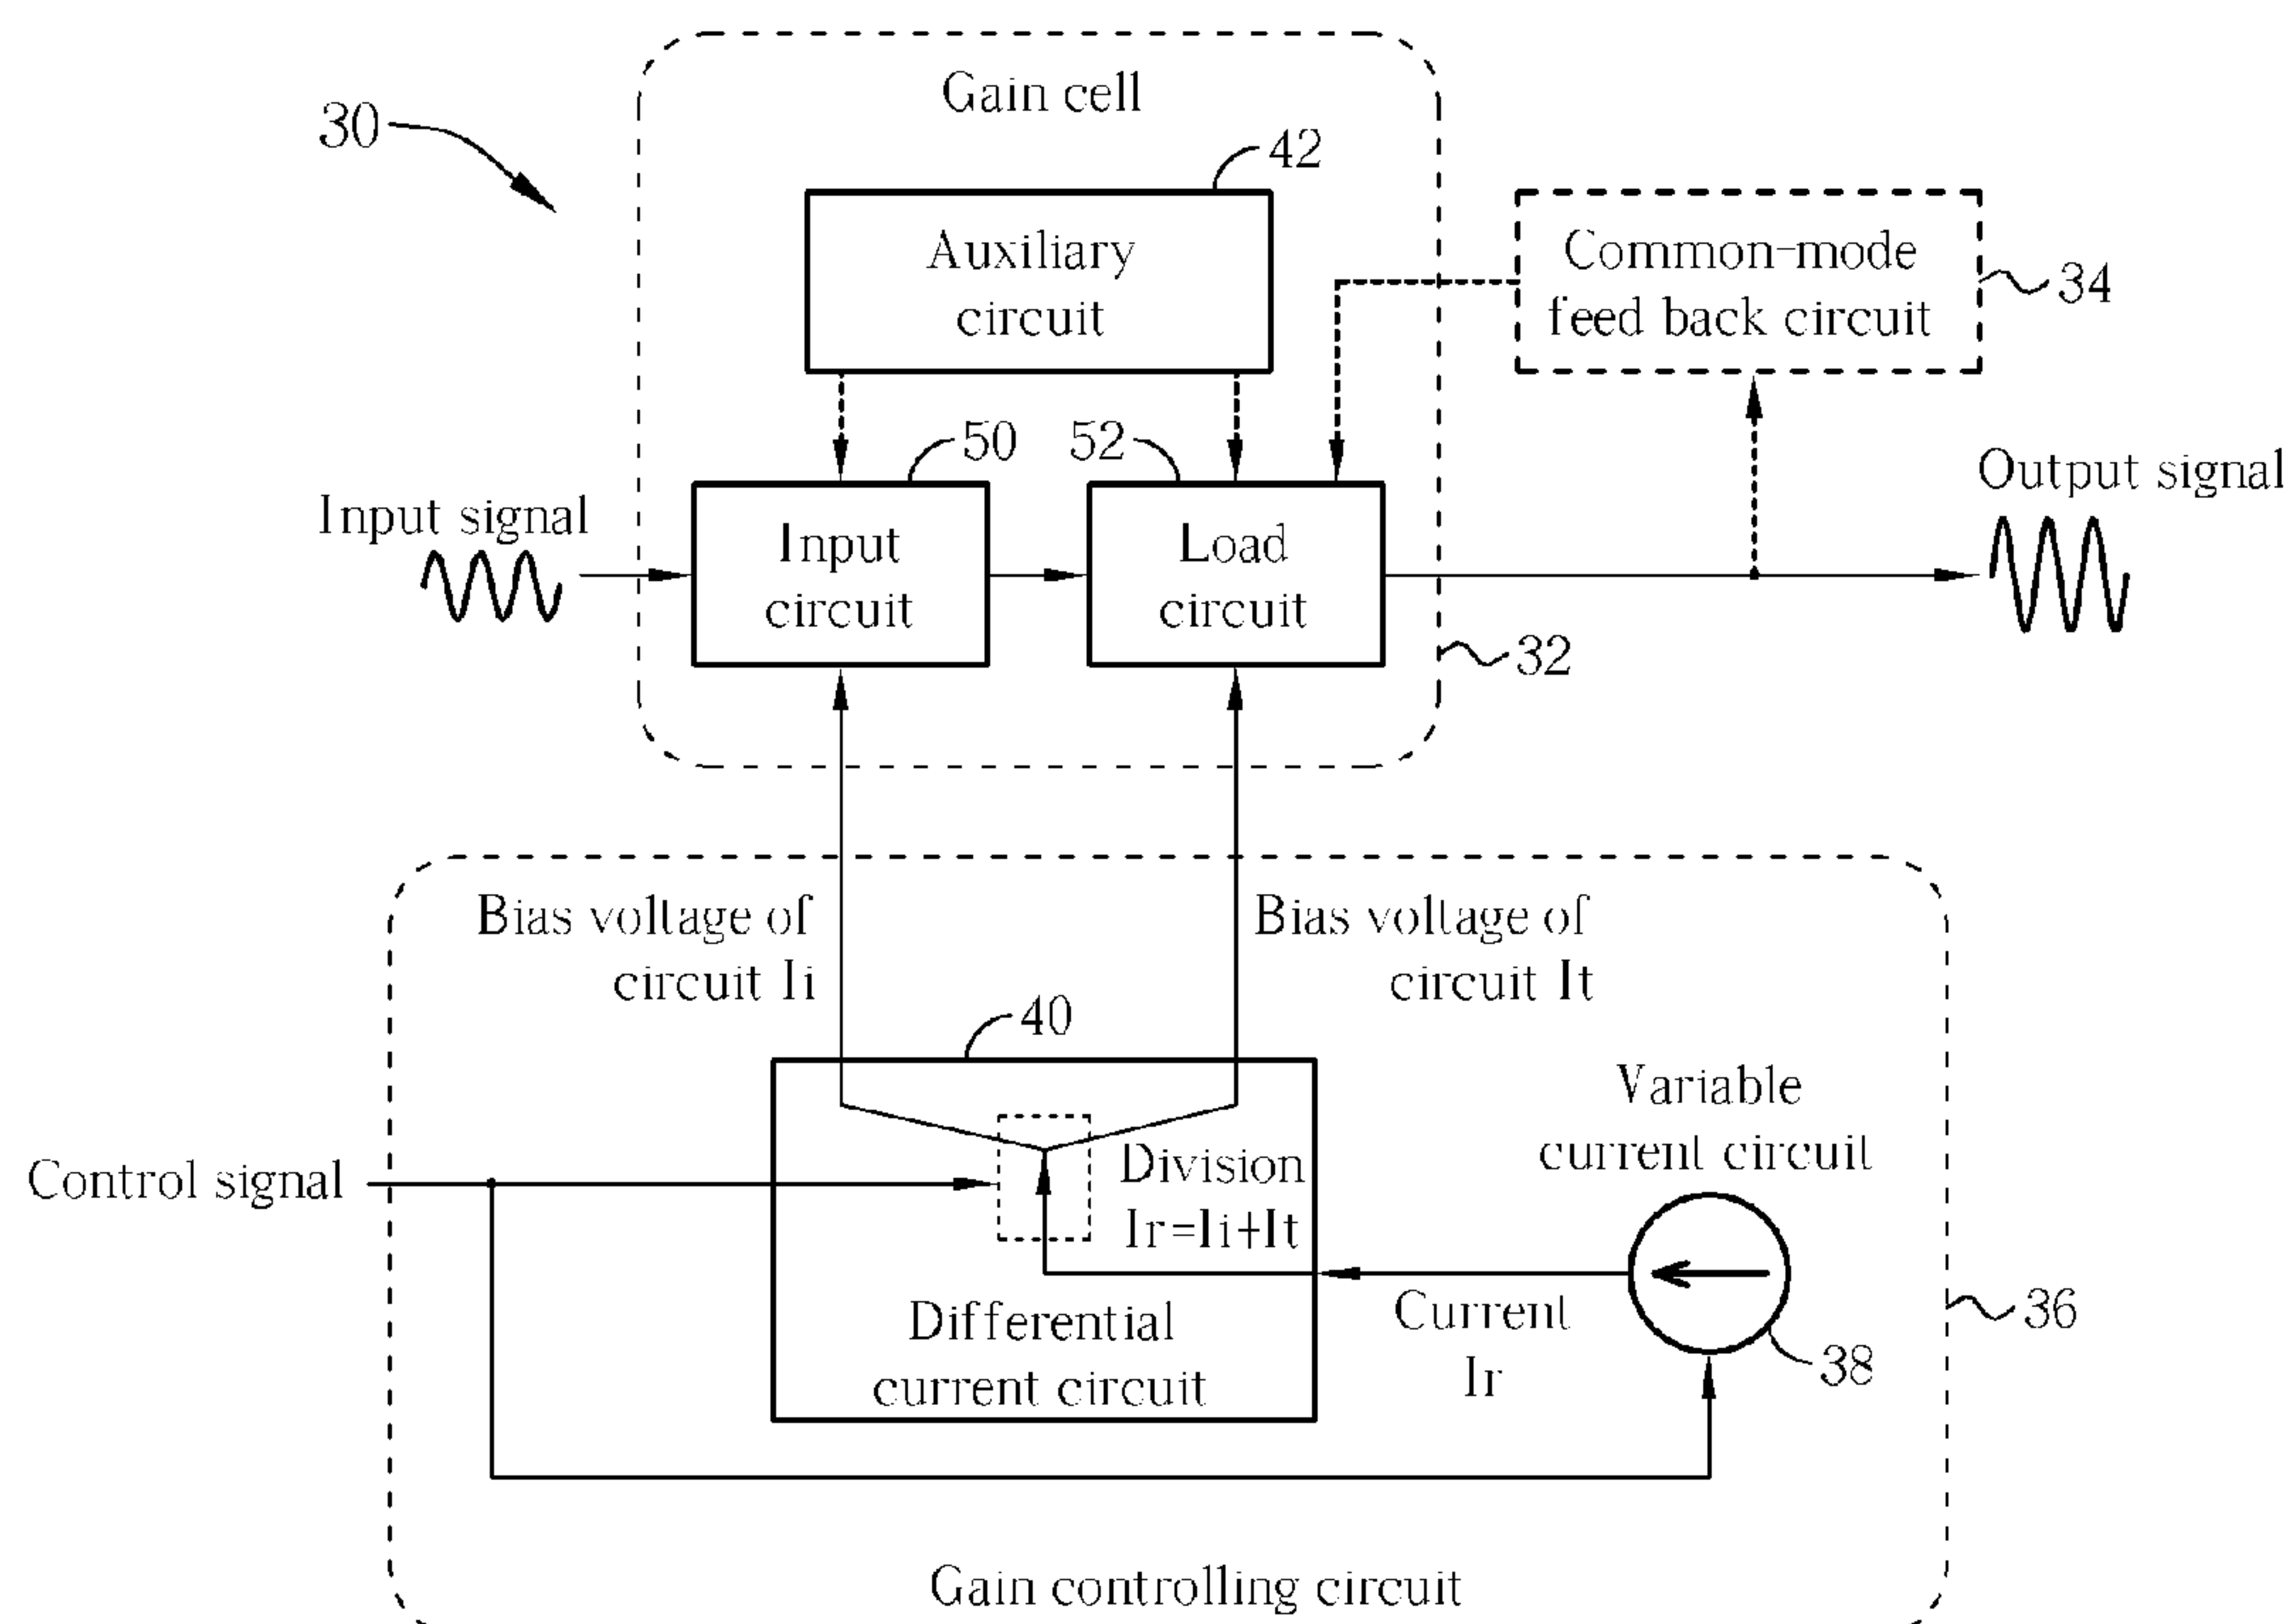 Gain cell
30
42
Auxiliary
circuit
Common-mode
feed back circuit
34
50
52
Input signal
Output signal
Input
circuit
Load
circuit
32
Bias voltage of
circuit Ii
Bias voltage of
circuit It
40
Variable
current circuit
Control signal
Division
Ir=Ii+It
Differential
current circuit
Current
Ir
38
36
Gain controlling circuit